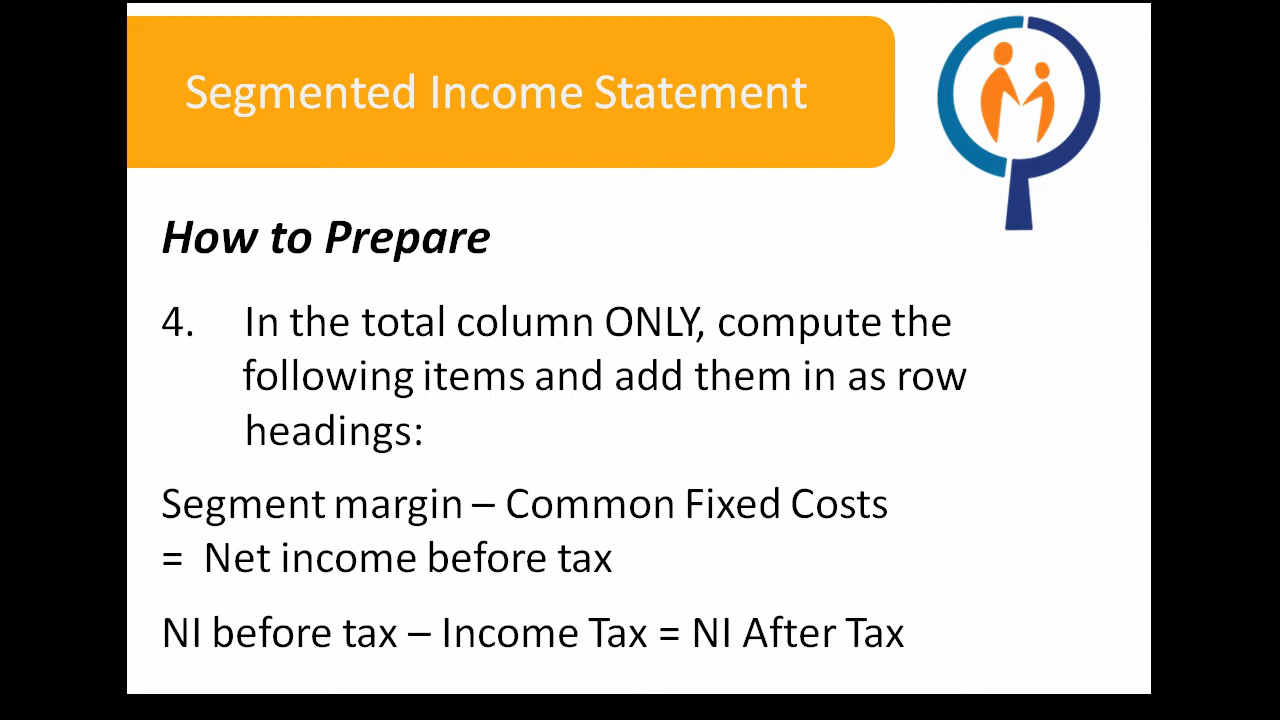 Segmented Income Statement
How to Prepare
4. In the total column ONLY, compute the
following items and add them in as row
headings:
Segment margin – Common Fixed Costs
= Net income before tax
NI before tax – Income Tax = NI After Tax